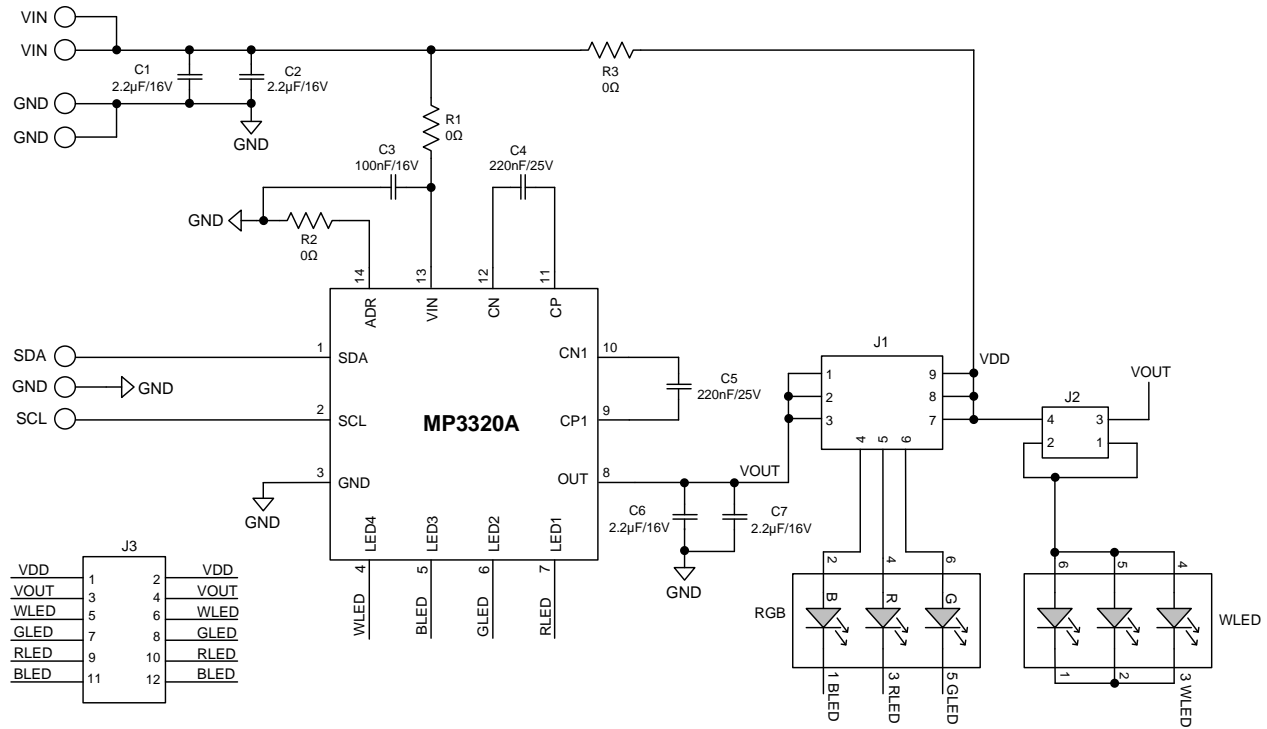 VIN
VIN
GND
GND
C1
2.2µF/16V
C2
2.2µF/16V
GND
R3
0Ω
R1
0Ω
C3
100nF/16V
C4
220nF/25V
GND
R2
0Ω
14
13
12
11
ADR
VIN
CN
CP
SDA
GND
GND
SCL
1
SDA
2
SCL
3
GND
GND
MP3320A
CN1
10
CP1
9
OUT
8
C5
220nF/25V
LED4
LED3
LED2
LED1
4
5
6
7
WLED
BLED
GLED
RLED
VOUT
C6
2.2µF/16V
C7
2.2µF/16V
GND
J1
1
2
3
9
8
7
4
5
6
VDD
VOUT
J2
4
3
2
1
RGB
2
4
6
B
R
G
1 BLED
3 RLED
5 GLED
WLED
6
5
4
1
2
3 WLED
J3
VDD
1
2
VDD
VOUT
3
4
VOUT
WLED
5
6
WLED
GLED
7
8
GLED
RLED
9
10
RLED
BLED
11
12
BLED